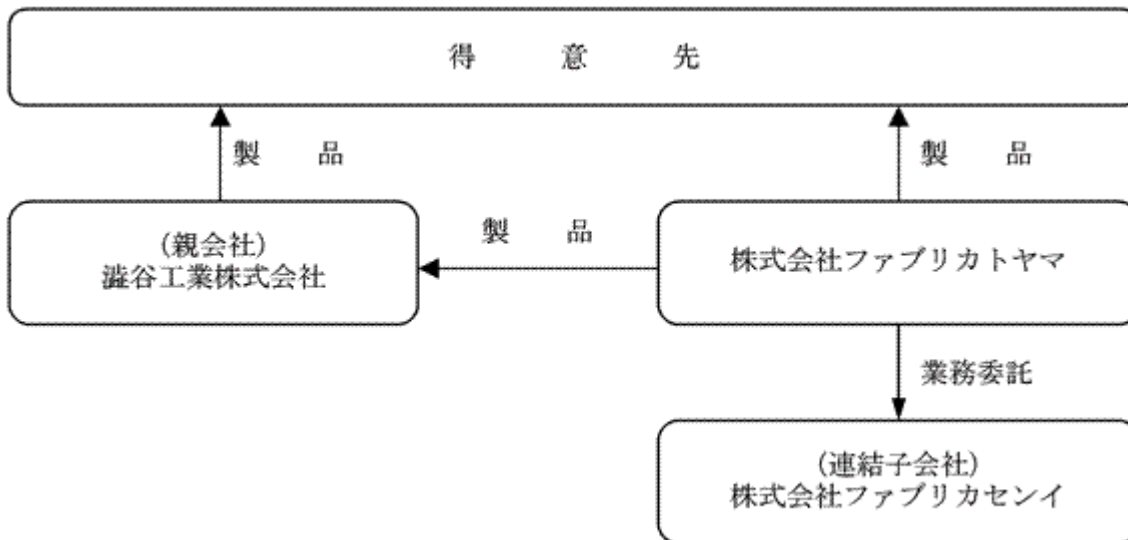 得 意 先
製 品
製 品
(親会社)
澁谷工業株式会社
製 品
株式会社ファブリカトヤマ
業務委託
(連結子会社)
株式会社ファブリカセンイ